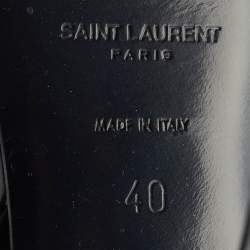 SAINT LAURENT
PARIS
MADE IN ITALY
40